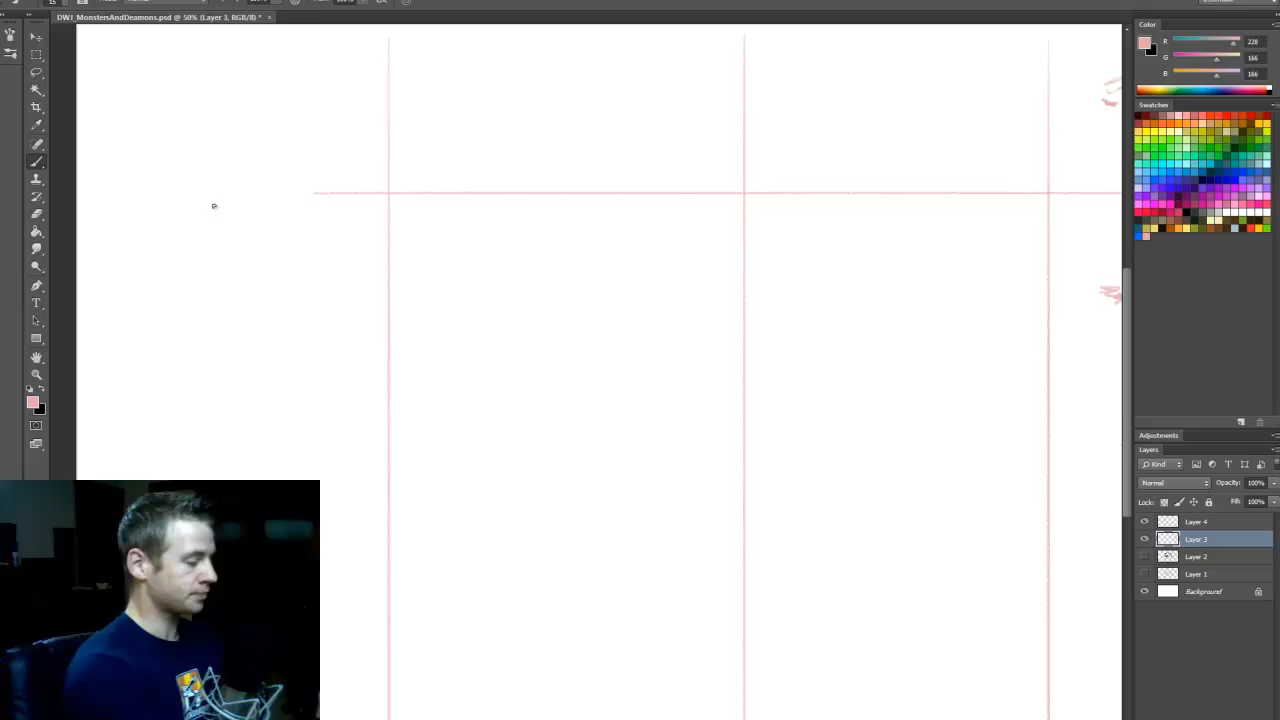 DWJ_MonstersAndDeamons.psd @ 50% (Layer 3, RGB/8) * ×
Color
R 228
G 166
B 166
Swatches
Adjustments
Layers
Kind
Normal Opacity: 100%
Lock: Fill: 100%
Layer 4
Layer 3
Layer 2
Layer 1
Background